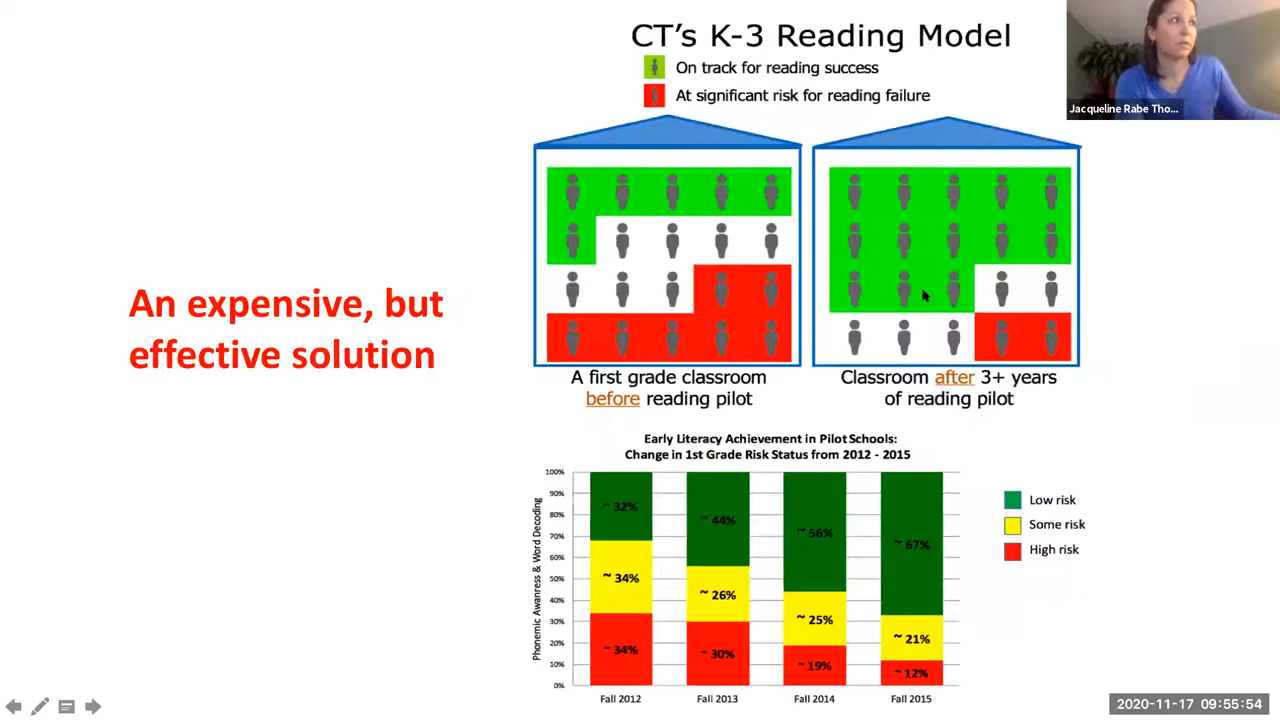 CT’s K-3 Reading Model
On track for reading success
At significant risk for reading failure
Jacqueline Rabe Tho...
An expensive, but
effective solution
A first grade classroom
before reading pilot
Classroom after 3+ years
of reading pilot
Early Literacy Achievement in Pilot Schools:
Change in 1st Grade Risk Status from 2012 - 2015
Phonemic Awanress & Word Decoding
100%
90%
80%
70%
60%
50%
40%
30%
20%
10%
0%
~ 32%
~ 34%
~ 34%
~ 44%
~ 26%
~ 30%
~ 56%
~ 25%
~ 19%
~ 67%
~ 21%
~ 12%
Fall 2012
Fall 2013
Fall 2014
Fall 2015
Low risk
Some risk
High risk
2020-11-17 09:55:54